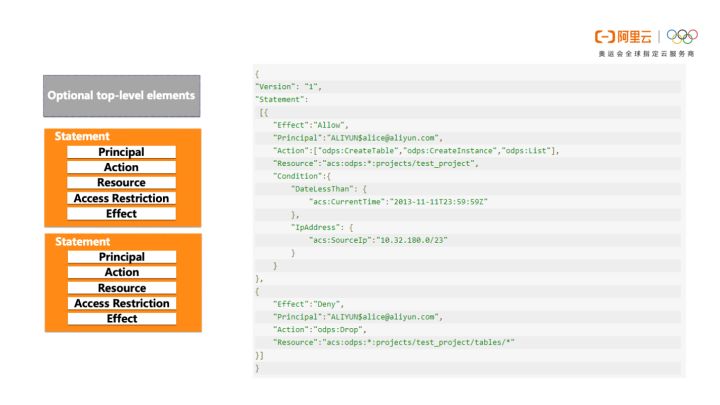 阿里云
奥运会全球指定云服务商
Optional top-level elements
Statement
Principal
Action
Resource
Access Restriction
Effect
Statement
Principal
Action
Resource
Access Restriction
Effect
{
"Version": "1",
"Statement":
[{
"Effect":"Allow",
"Principal":"ALIYUN$alice@aliyun.com",
"Action":["odps:CreateTable","odps:CreateInstance","odps:List"],
"Resource":"acs:odps:*:projects/test_project",
"Condition":{
"DateLessThan": {
"acs:CurrentTime":"2013-11-11T23:59:59Z"
},
"IpAddress": {
"acs:SourceIp":"10.32.180.0/23"
}
}
},
{
"Effect":"Deny",
"Principal":"ALIYUN$alice@aliyun.com",
"Action":"odps:Drop",
"Resource":"acs:odps:*:projects/test_project/tables/*"
}]
}